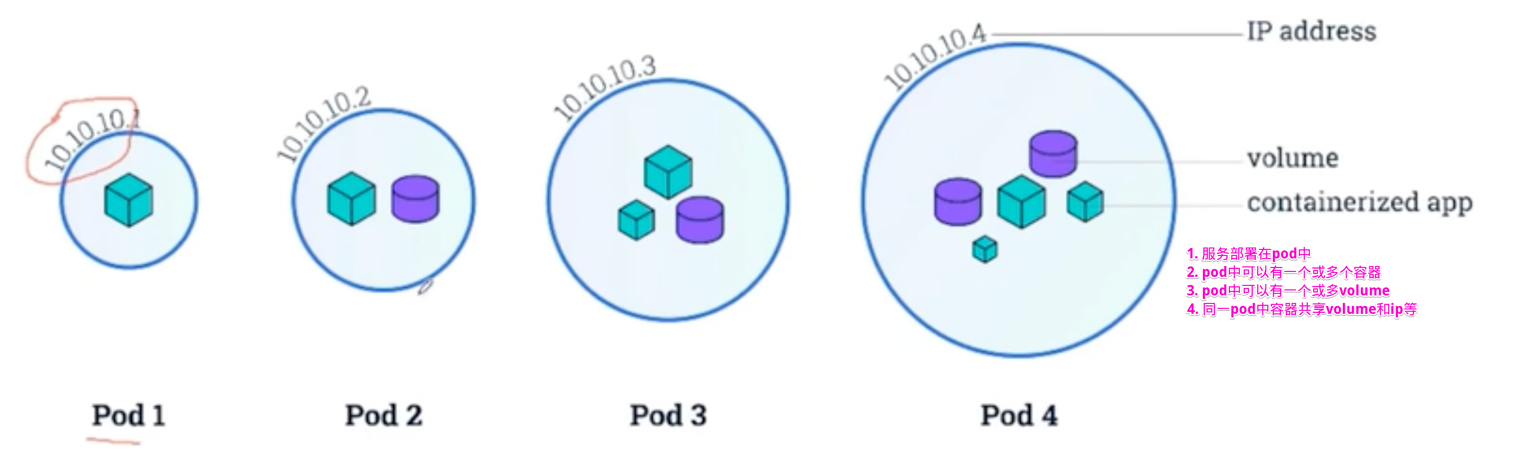 10.10.10.1
10.10.10.2
10.10.10.3
10.10.10.4
IP address
volume
containerized app
1. 服务部署在pod中
2. pod中可以有一个或多个容器
3. pod中可以有一个或多volume
4. 同一pod中容器共享volume和ip等
Pod 1
Pod 2
Pod 3
Pod 4